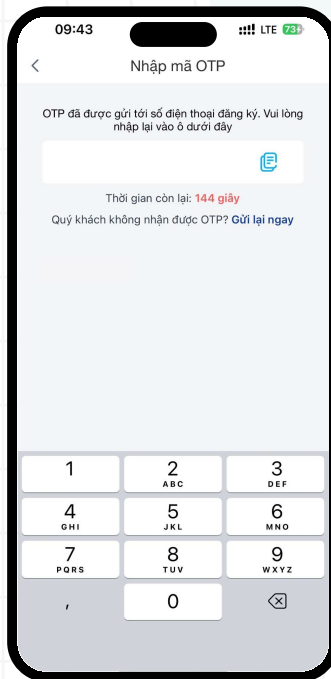 09:43 LTE 73
Nhập mã OTP
OTP đã được gửi tới số điện thoại đăng ký. Vui lòng
nhập lại vào ô dưới đây
Thời gian còn lại: 144 giây
Quý khách không nhận được OTP? Gửi lại ngay
1 2 3
ABC DEF
4 5 6
GHI JKL MNO
7 8 9
PQRS TUV WXYZ
, 0